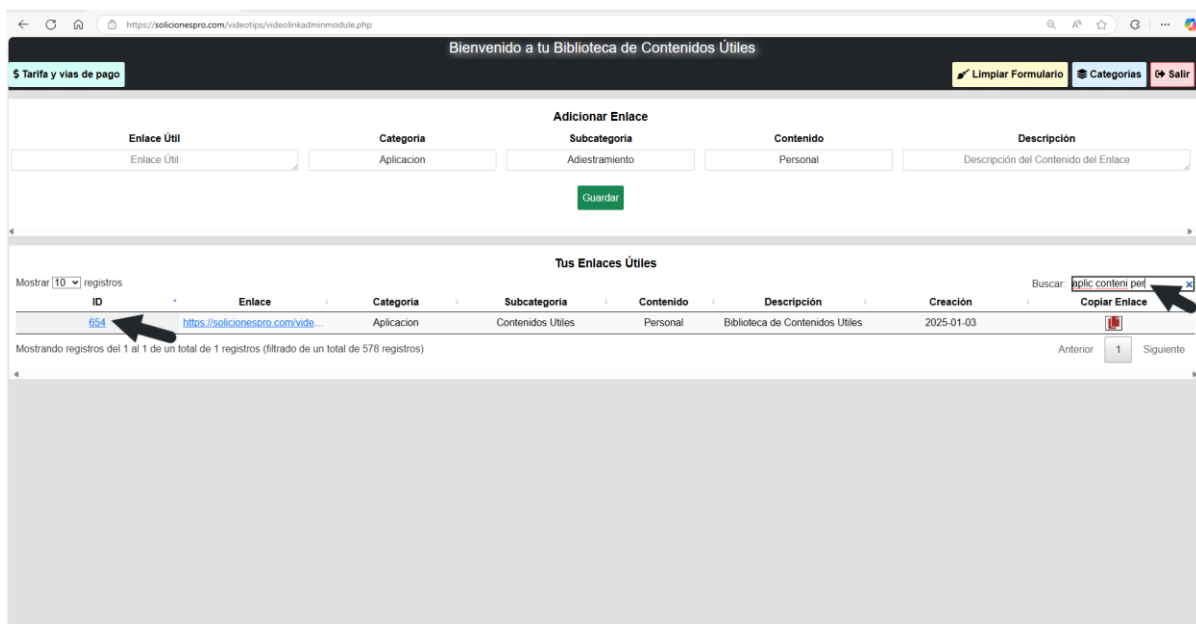 https://solicionespro.com/videotips/videolinkadminmodule.php
Bienvenido a tu Biblioteca de Contenidos Útiles
$ Tarifa y vias de pago
Limpiar Formulario
Categorias
Salir
Adicionar Enlace
Enlace Útil Categoría Subcategoría Contenido Descripción
Enlace Útil Aplicacion Adiestramiento Personal Descripción del Contenido del Enlace
Guardar
Tus Enlaces Útiles
Mostrar 10 registros Buscar: aplic conteni per
ID Enlace Categoría Subcategoría Contenido Descripción Creación Copiar Enlace
654 https://solicionespro.com/vide... Aplicacion Contenidos Utiles Personal Biblioteca de Contenidos Utiles 2025-01-03
Mostrando registros del 1 al 1 de un total de 1 registros (filtrado de un total de 578 registros) Anterior 1 Siguiente